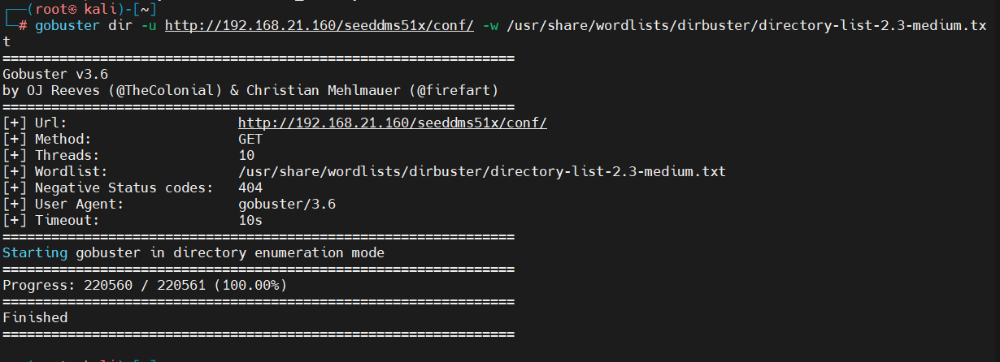 ┌──(root㉿ kali)-[~]
└─# gobuster dir -u http://192.168.21.160/seeddms51x/conf/ -w /usr/share/wordlists/dirbuster/directory-list-2.3-medium.tx
t
===============================================================
Gobuster v3.6
by OJ Reeves (@TheColonial) & Christian Mehlmauer (@firefart)
===============================================================
[+] Url:                     http://192.168.21.160/seeddms51x/conf/
[+] Method:                  GET
[+] Threads:                 10
[+] Wordlist:                /usr/share/wordlists/dirbuster/directory-list-2.3-medium.txt
[+] Negative Status codes:   404
[+] User Agent:              gobuster/3.6
[+] Timeout:                 10s
===============================================================
Starting gobuster in directory enumeration mode
===============================================================
Progress: 220560 / 220561 (100.00%)
===============================================================
Finished
===============================================================